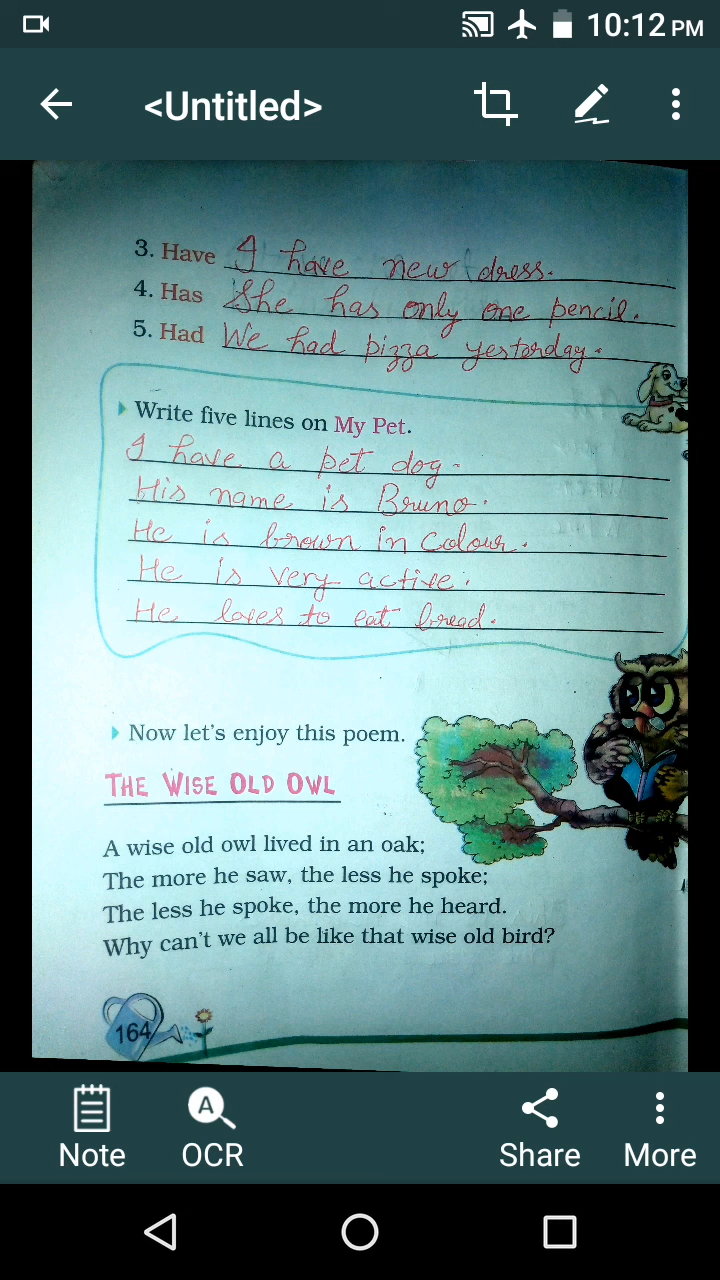 10:12 PM
<Untitled>
3. Have I have new dress.
4. Has She has only one pencil.
5. Had We had pizza yestarday.
Write five lines on My Pet.
I have a pet dog.
His name is Bruno.
He is brown in Colour.
He is very active.
He loves to eat bread.
Now let's enjoy this poem.
THE WISE OLD OWL
A wise old owl lived in an oak;
The more he saw, the less he spoke;
The less he spoke, the more he heard.
Why can't we all be like that wise old bird?
164
A
Note OCR Share More